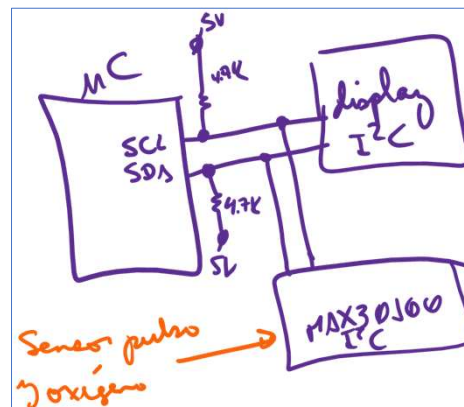 5V
4.7K
μC
SCL
SDA
display
I²C
4.7K
5V
MAX30100
I²C
Sensor pulso
y oxígeno